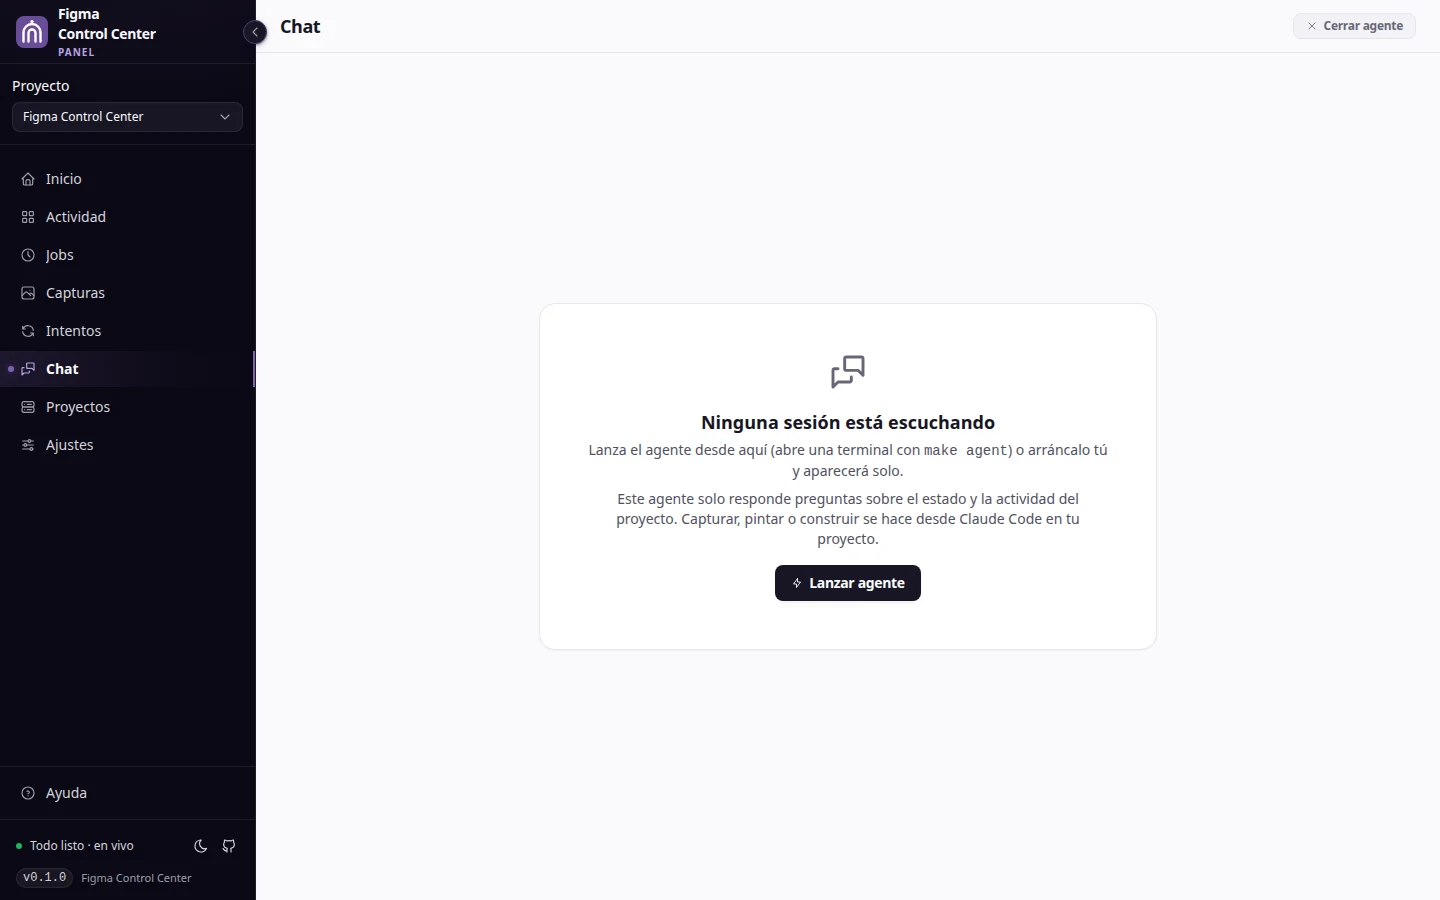 Figma
Control Center
PANEL
Proyecto
Figma Control Center
Inicio
Actividad
Jobs
Capturas
Intentos
Chat
Proyectos
Ajustes
Ayuda
Todo listo · en vivo
v0.1.0 Figma Control Center
Chat
Cerrar agente
Ninguna sesión está escuchando
Lanza el agente desde aquí (abre una terminal con make agent) o arráncalo tú
y aparecerá solo.
Este agente solo responde preguntas sobre el estado y la actividad del
proyecto. Capturar, pintar o construir se hace desde Claude Code en tu
proyecto.
Lanzar agente